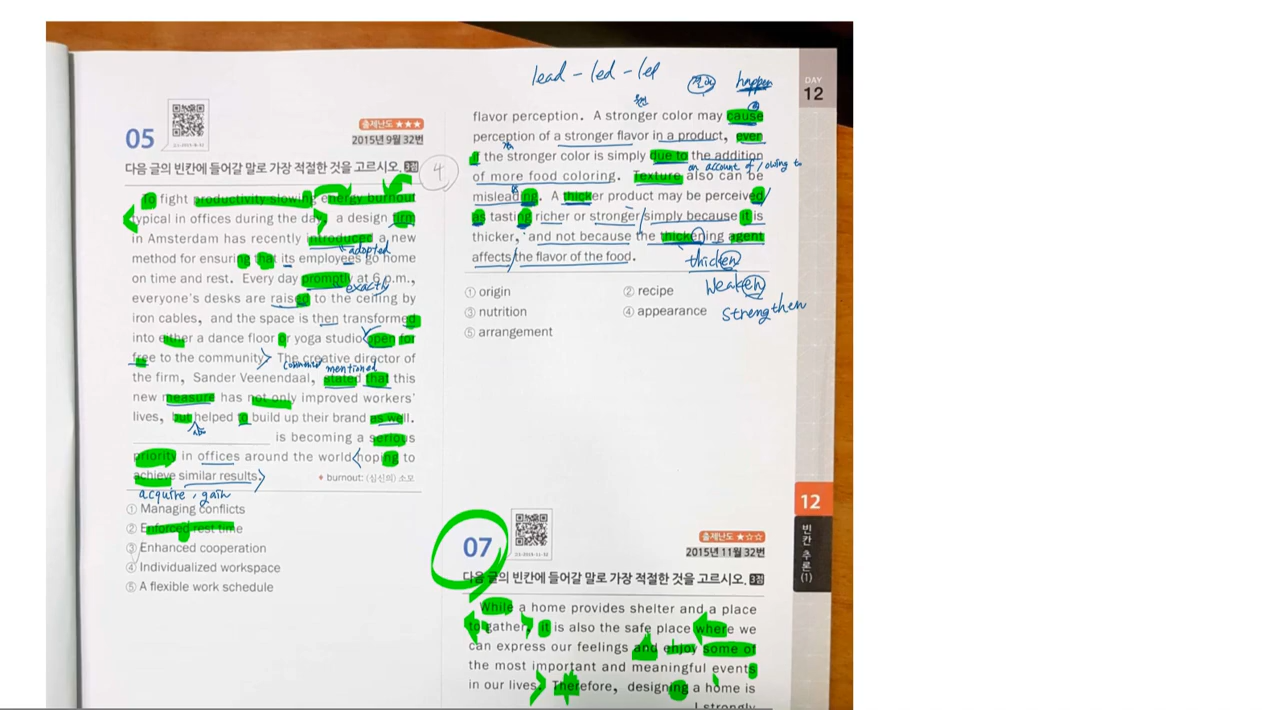 lead - led - led
happen
05
출제난도 ★★★
2015년 9월 32번
다음 글의 빈칸에 들어갈 말로 가장 적절한 것을 고르시오. 3점
4
To fight productivity slowing energy burnout
typical in offices during the day, a design firm
in Amsterdam has recently introduced a new
adopted
method for ensuring that its employees go home
on time and rest. Every day promptly at 6 p.m.,
exactly
everyone's desks are raised to the ceiling by
iron cables, and the space is then transformed
into either a dance floor or yoga studio open for
free to the community. The creative director of
mentioned
the firm, Sander Veenendaal, stated that this
new measure has not only improved workers'
lives, but helped to build up their brand as well.
____________ is becoming a serious
priority in offices around the world hoping to
achieve similar results.
* burnout: (심신의) 소모
acquire, gain
① Managing conflicts
② Enforced rest time
③ Enhanced cooperation
④ Individualized workspace
⑤ A flexible work schedule
flavor perception. A stronger color may cause
perception of a stronger flavor in a product, even
if the stronger color is simply due to the addition
on account of / owing to
of more food coloring. Texture also can be
misleading. A thicker product may be perceived
as tasting richer or stronger simply because it is
thicker, and not because the thickening agent
affects the flavor of the food.
thicken
weaken
strengthen
① origin
② recipe
③ nutrition
④ appearance
⑤ arrangement
07
출제난도 ★☆☆
2015년 11월 32번
다음 글의 빈칸에 들어갈 말로 가장 적절한 것을 고르시오. 3점
While a home provides shelter and a place
to gather, it is also the safe place where we
can express our feelings and enjoy some of
the most important and meaningful events
in our lives. Therefore, designing a home is
I strongly
DAY
12
12
빈칸 추론 (1)